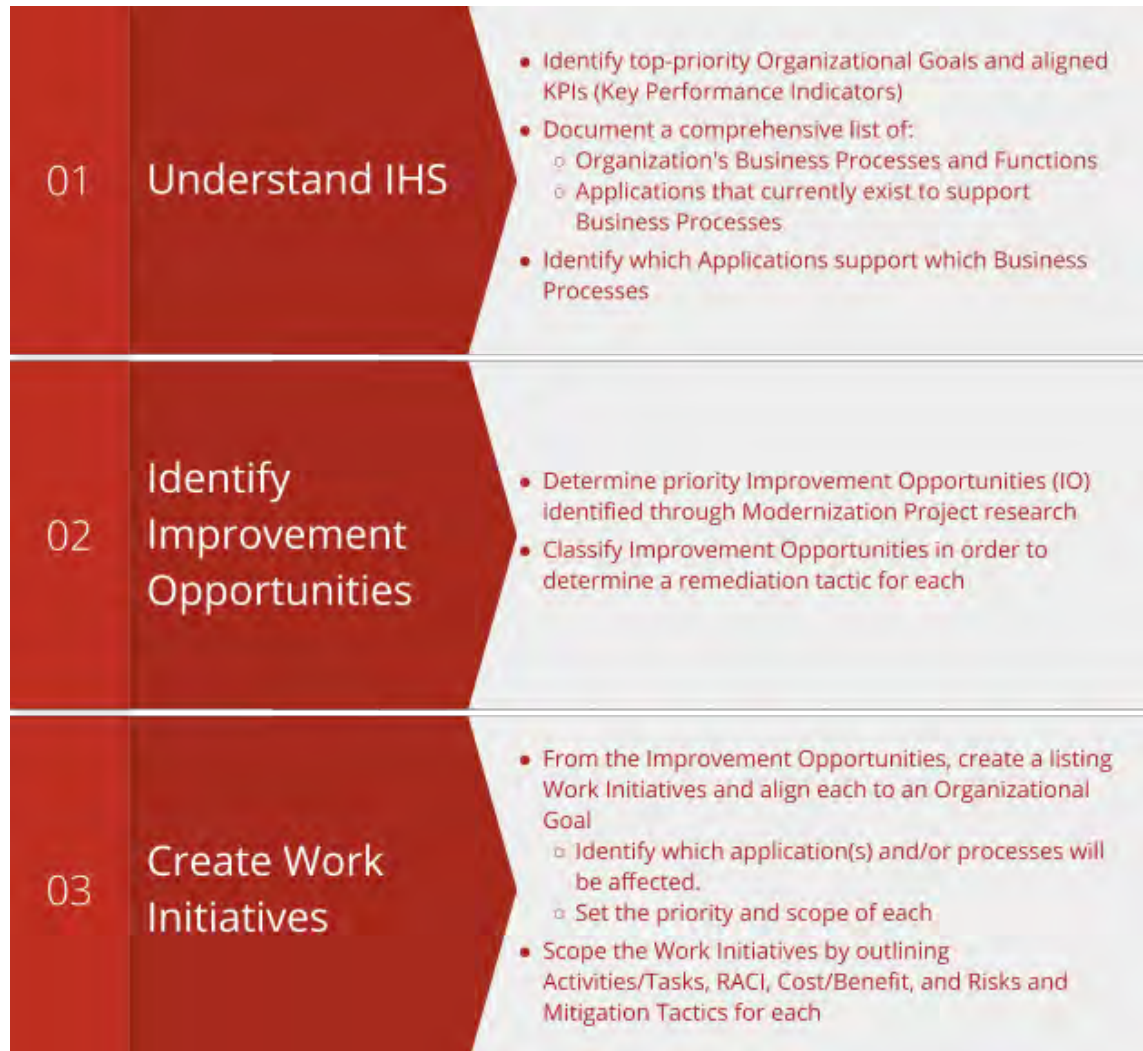 01
Understand IHS
• Identify top-priority Organizational Goals and aligned
KPIs (Key Performance Indicators)
• Document a comprehensive list of:
○ Organization's Business Processes and Functions
○ Applications that currently exist to support
Business Processes
• Identify which Applications support which Business
Processes
02
Identify
Improvement
Opportunities
• Determine priority Improvement Opportunities (IO)
identified through Modernization Project research
• Classify Improvement Opportunities in order to
determine a remediation tactic for each
03
Create Work
Initiatives
• From the Improvement Opportunities, create a listing
Work Initiatives and align each to an Organizational
Goal
○ Identify which application(s) and/or processes will
be affected.
○ Set the priority and scope of each
• Scope the Work Initiatives by outlining
Activities/Tasks, RACI, Cost/Benefit, and Risks and
Mitigation Tactics for each